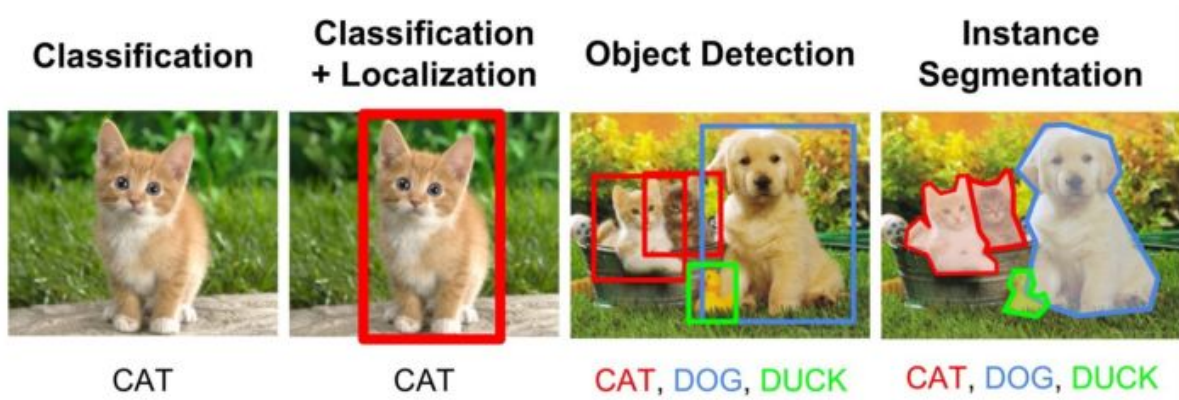 Classification
Classification
+ Localization
Object Detection
Instance
Segmentation
CAT
CAT
CAT, DOG, DUCK
CAT, DOG, DUCK